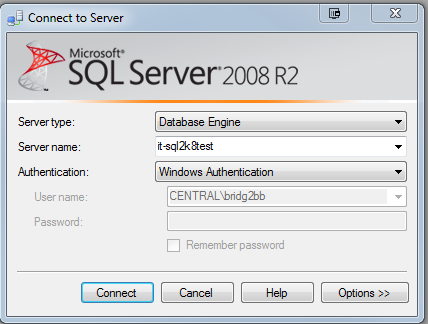 Connect to Server
Microsoft®
SQL Server® 2008 R2
Server type: Database Engine
Server name: it-sql2k8test
Authentication: Windows Authentication
User name: CENTRAL\bridg2bb
Password:
Remember password
Connect Cancel Help Options >>